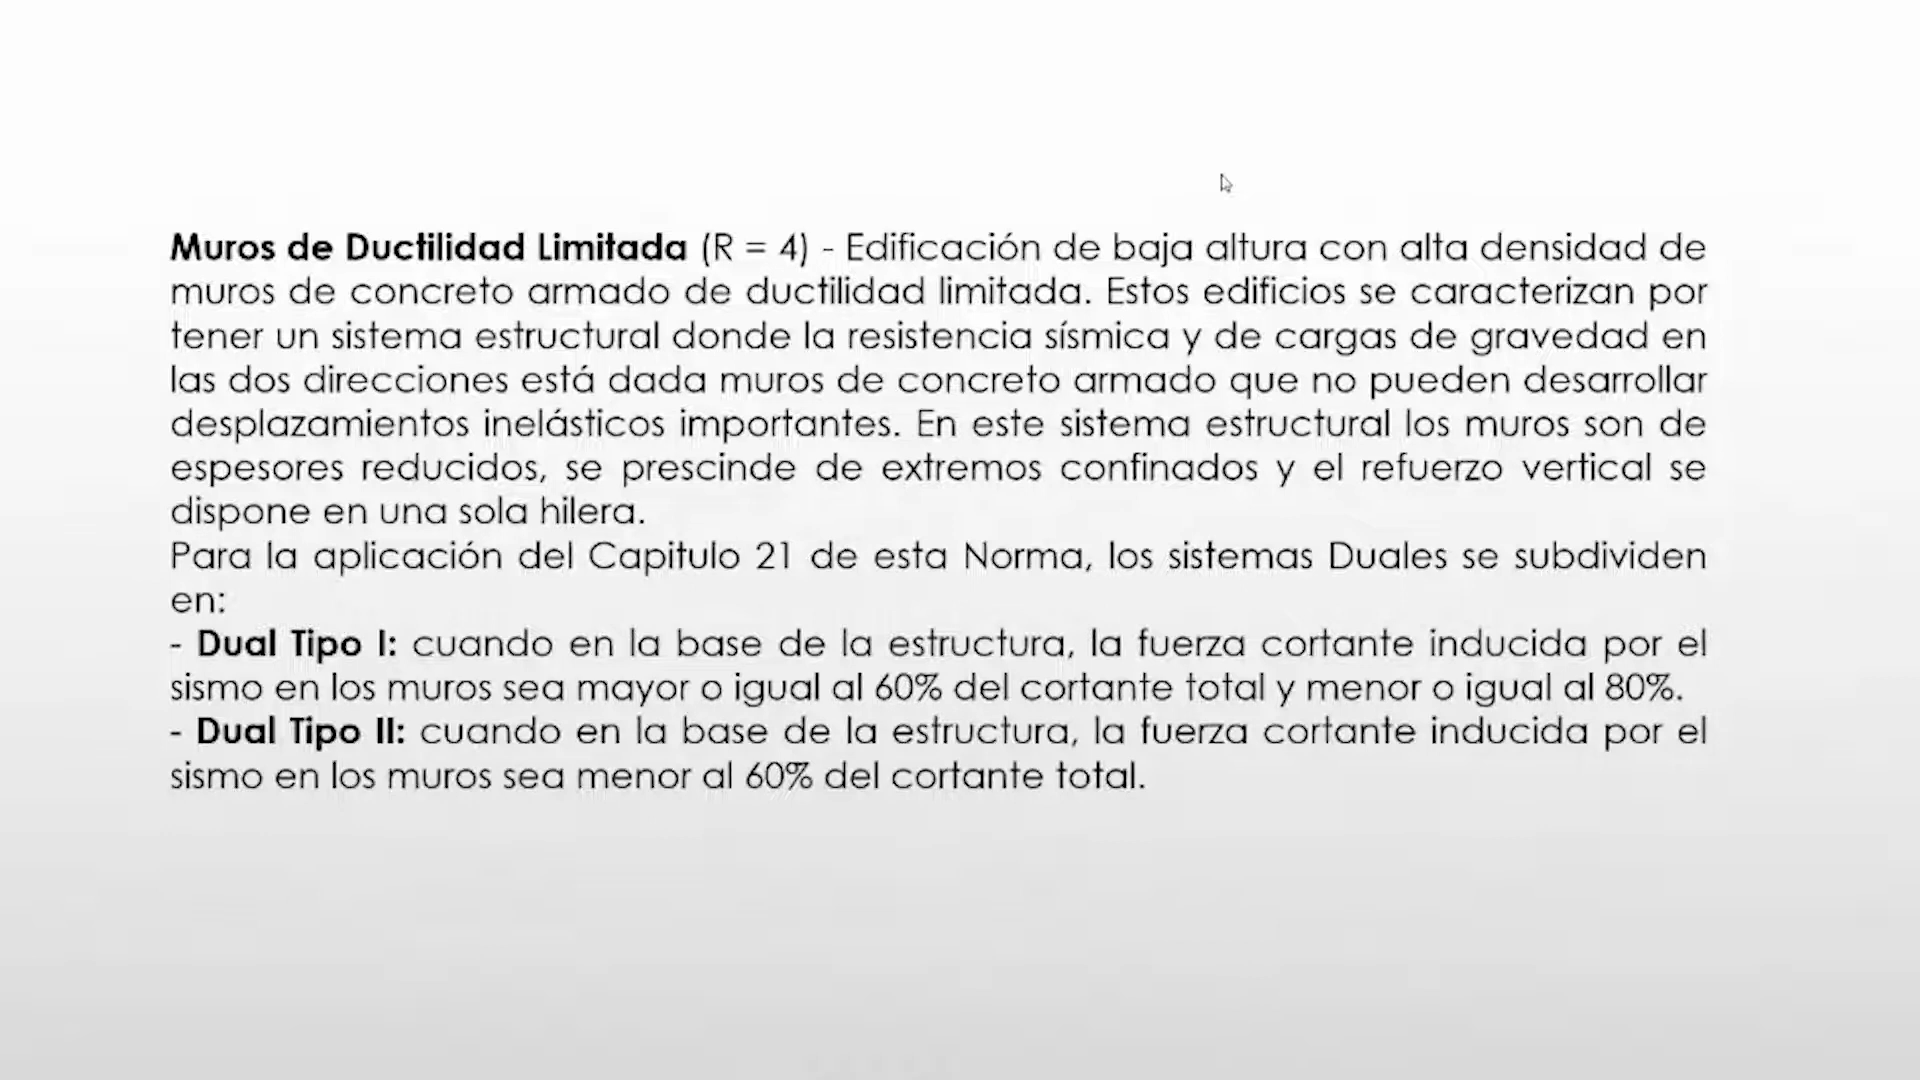 Muros de Ductilidad Limitada (R = 4) - Edificación de baja altura con alta densidad de
muros de concreto armado de ductilidad limitada. Estos edificios se caracterizan por
tener un sistema estructural donde la resistencia sísmica y de cargas de gravedad en
las dos direcciones está dada muros de concreto armado que no pueden desarrollar
desplazamientos inelásticos importantes. En este sistema estructural los muros son de
espesores reducidos, se prescinde de extremos confinados y el refuerzo vertical se
dispone en una sola hilera.
Para la aplicación del Capitulo 21 de esta Norma, los sistemas Duales se subdividen
en:
- Dual Tipo I: cuando en la base de la estructura, la fuerza cortante inducida por el
sismo en los muros sea mayor o igual al 60% del cortante total y menor o igual al 80%.
- Dual Tipo II: cuando en la base de la estructura, la fuerza cortante inducida por el
sismo en los muros sea menor al 60% del cortante total.